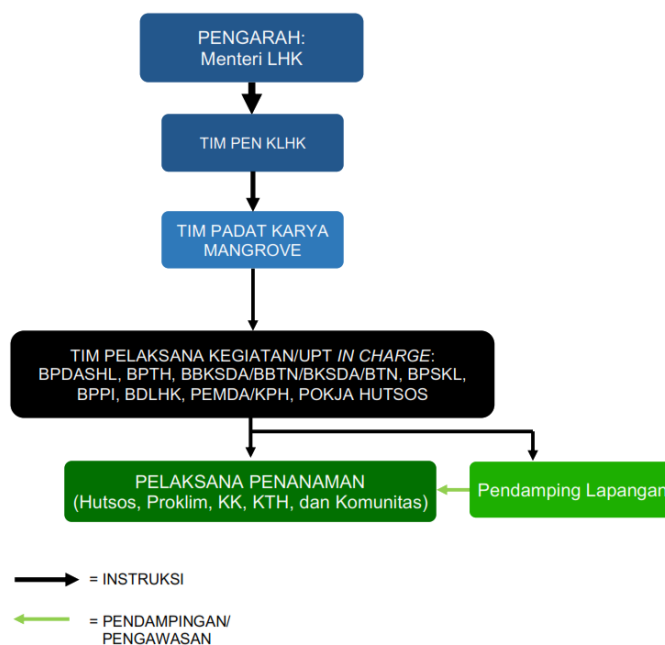 PENGARAH:
Menteri LHK
TIM PEN KLHK
TIM PADAT KARYA
MANGROVE
TIM PELAKSANA KEGIATAN/UPT IN CHARGE:
BPDASHL, BPTH, BBKSDA/BBTN/BKSDA/BTN, BPSKL,
BPPI, BDLHK, PEMDA/KPH, POKJA HUTSOS
PELAKSANA PENANAMAN
(Hutsos, Proklim, KK, KTH, dan Komunitas)
Pendamping Lapangan
= INSTRUKSI
= PENDAMPINGAN/
PENGAWASAN